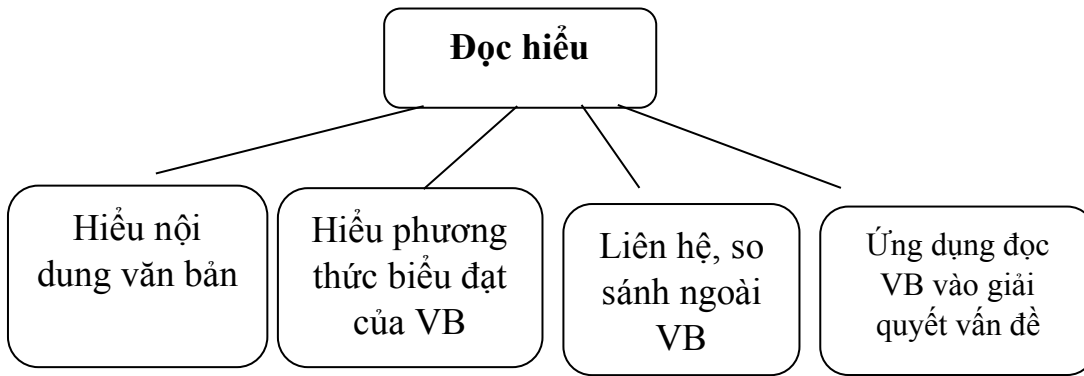 Đọc hiểu
Hiểu nội
dung văn bản
Hiểu phương
thức biểu đạt
của VB
Liên hệ, so
sánh ngoài
VB
Ứng dụng đọc
VB vào giải
quyết vấn đề